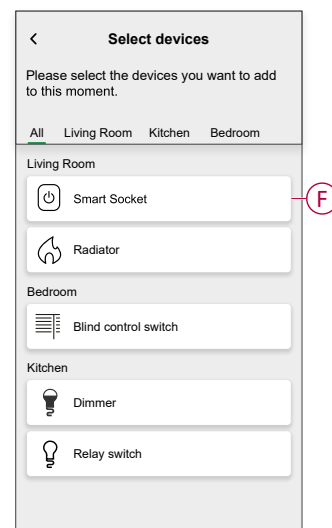 Select devices
Please select the devices you want to add
to this moment.
All Living Room Kitchen Bedroom
Living Room
Smart Socket
F
Radiator
Bedroom
Blind control switch
Kitchen
Dimmer
Relay switch